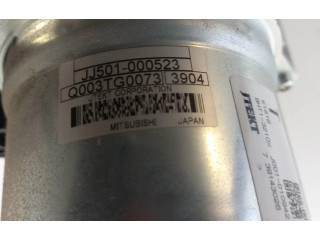 JJ501-000523
Q003TG0073 3904
JTEKT CORPORATION
MITSUBISHI JAPAN
JTEKT